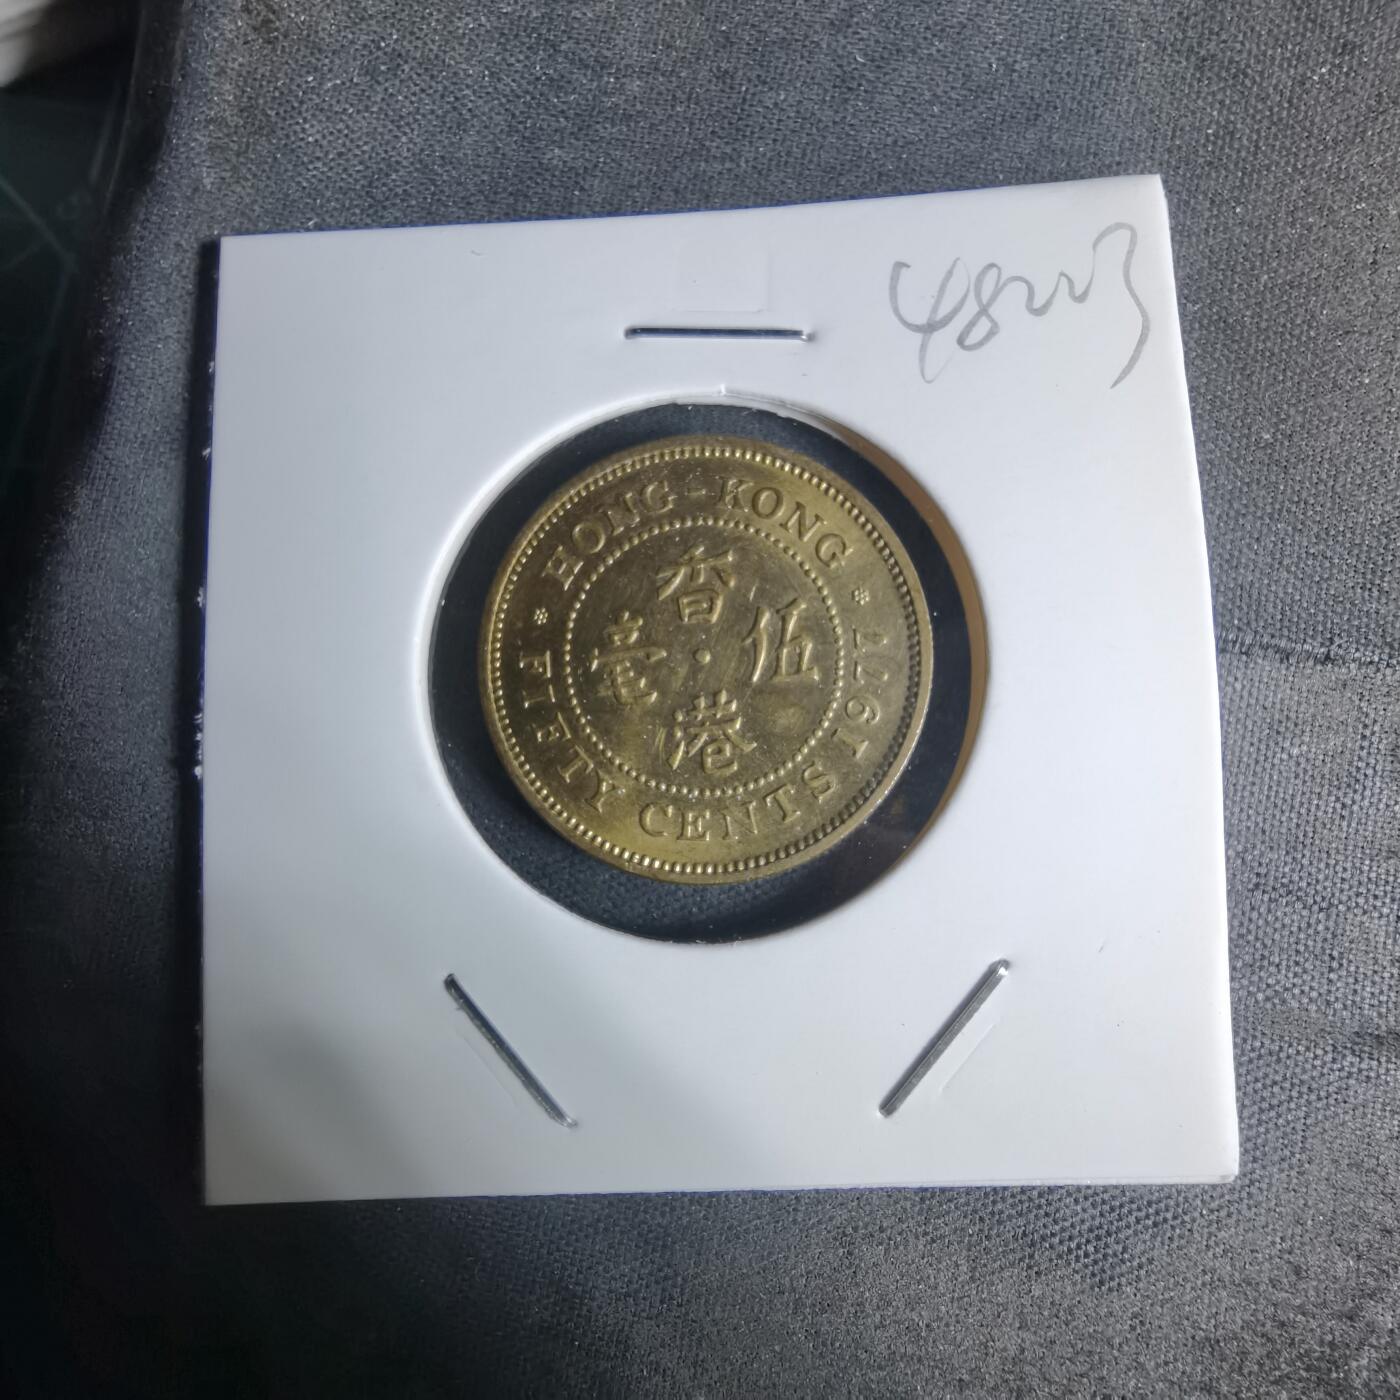 HONG-KONG
香
毫 · 伍
港
FIFTY CENTS 1977